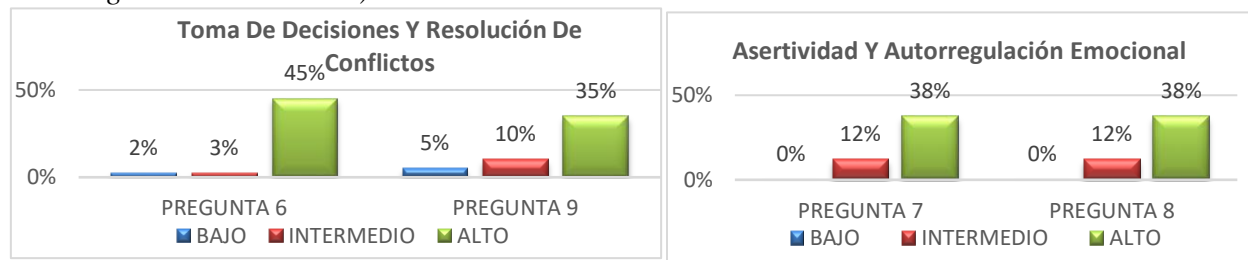 Toma De Decisiones Y Resolución De
Conflictos
50%
45%
35%
2%
3%
5%
10%
0%
PREGUNTA 6
PREGUNTA 9
BAJO
INTERMEDIO
ALTO
Asertividad Y Autorregulación Emocional
50%
38%
38%
0%
12%
0%
12%
0%
PREGUNTA 7
PREGUNTA 8
BAJO
INTERMEDIO
ALTO